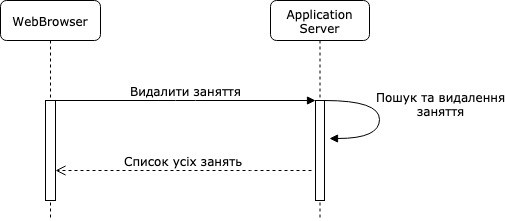 WebBrowser
Application
Server
Видалити заняття
Пошук та видалення
заняття
Список усіх занять